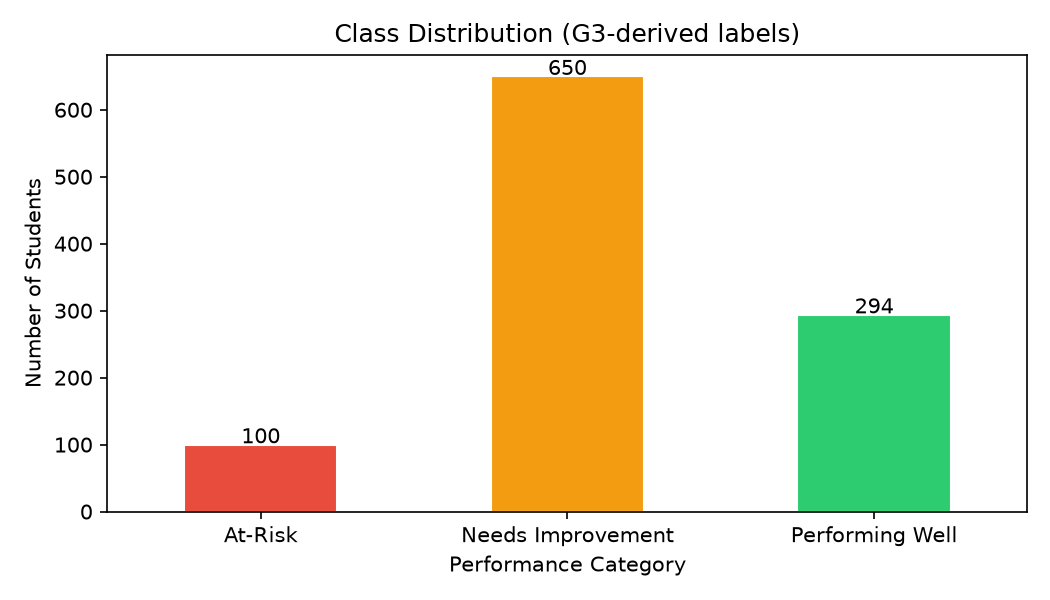 Class Distribution (G3-derived labels)
650
600
500
400
300
200
100
0
Number of Students
100
294
At-Risk
Needs Improvement
Performing Well
Performance Category